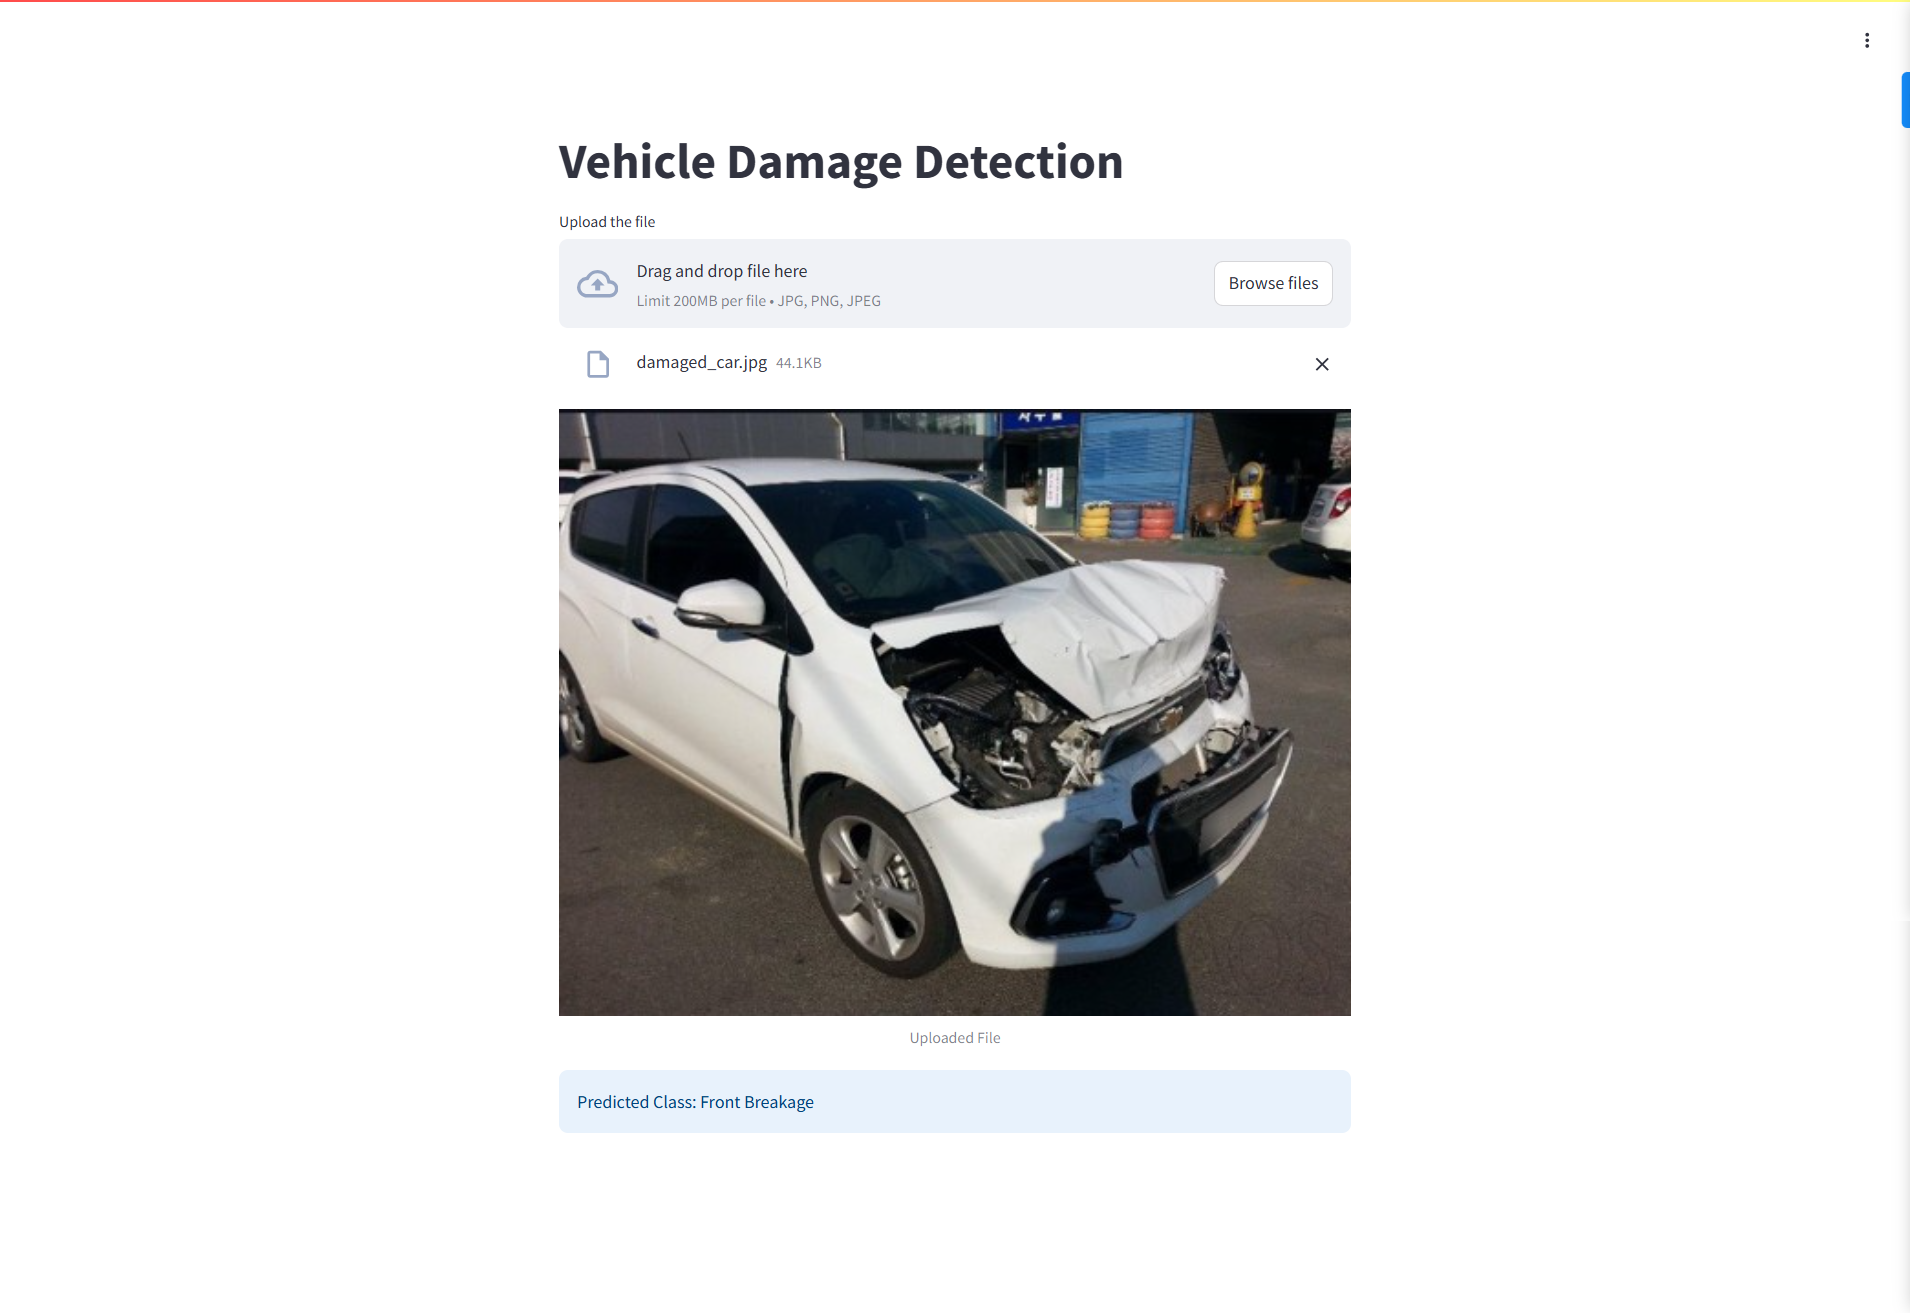 Vehicle Damage Detection
Upload the file
Drag and drop file here
Limit 200MB per file • JPG, PNG, JPEG
Browse files
damaged_car.jpg 44.1KB
Uploaded File
Predicted Class: Front Breakage